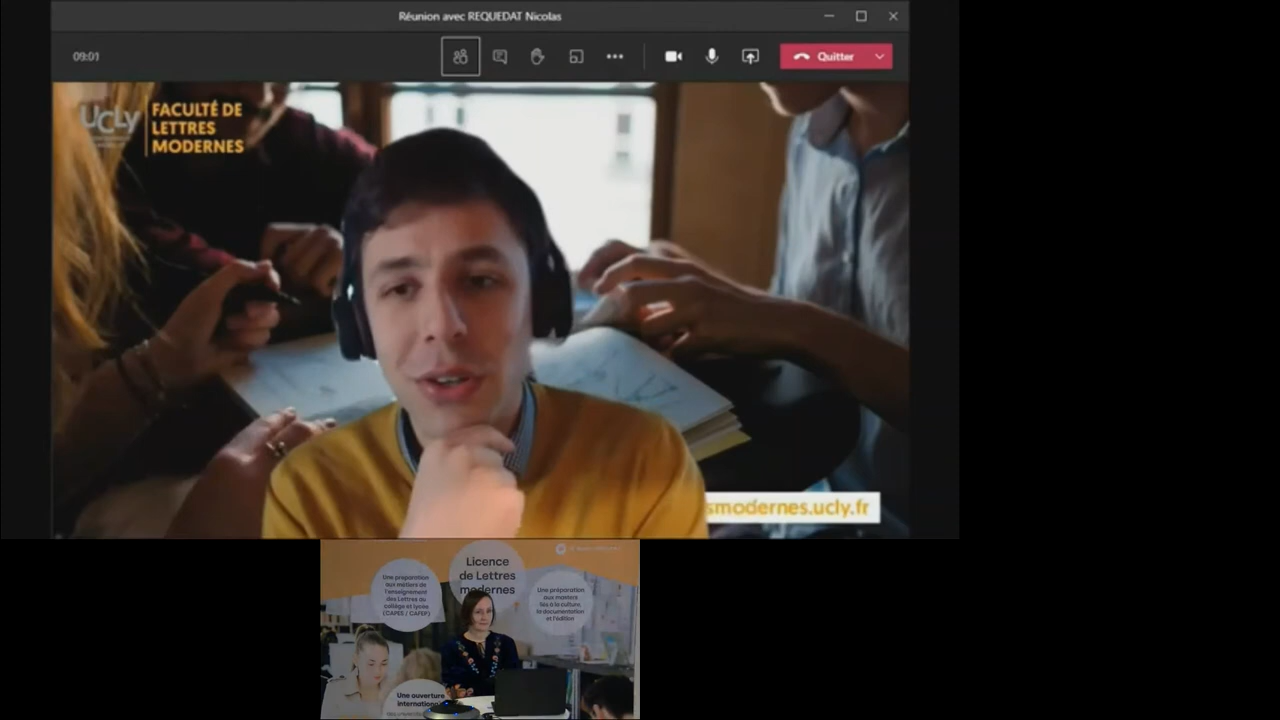 Réunion avec REQUEDAT Nicolas
09:01
Quitter
UCLy
FACULTÉ DE
LETTRES
MODERNES
smodernes.ucly.fr
Licence
de Lettres
modernes
Une préparation
aux métiers de
l'enseignement
des Lettres au
collège et lycée
(CAPES / CAFEP)
Une préparation
aux masters
liés à la culture
la documentation
et l'édition
Une ouverture
internationa